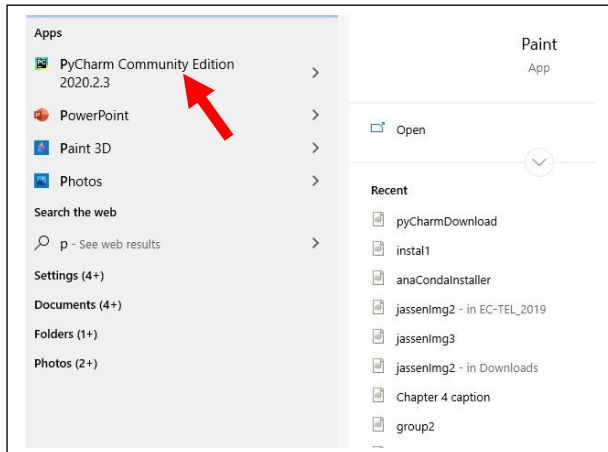 Apps
PyCharm Community Edition
2020.2.3
PowerPoint
Paint 3D
Photos
Search the web
p - See web results
Settings (4+)
Documents (4+)
Folders (1+)
Photos (2+)
Paint
App
Open
Recent
pyCharmDownload
instal1
anaCondaInstaller
jassenImg2 - in EC-TEL_2019
jassenImg3
jassenImg2 - in Downloads
Chapter 4 caption
group2